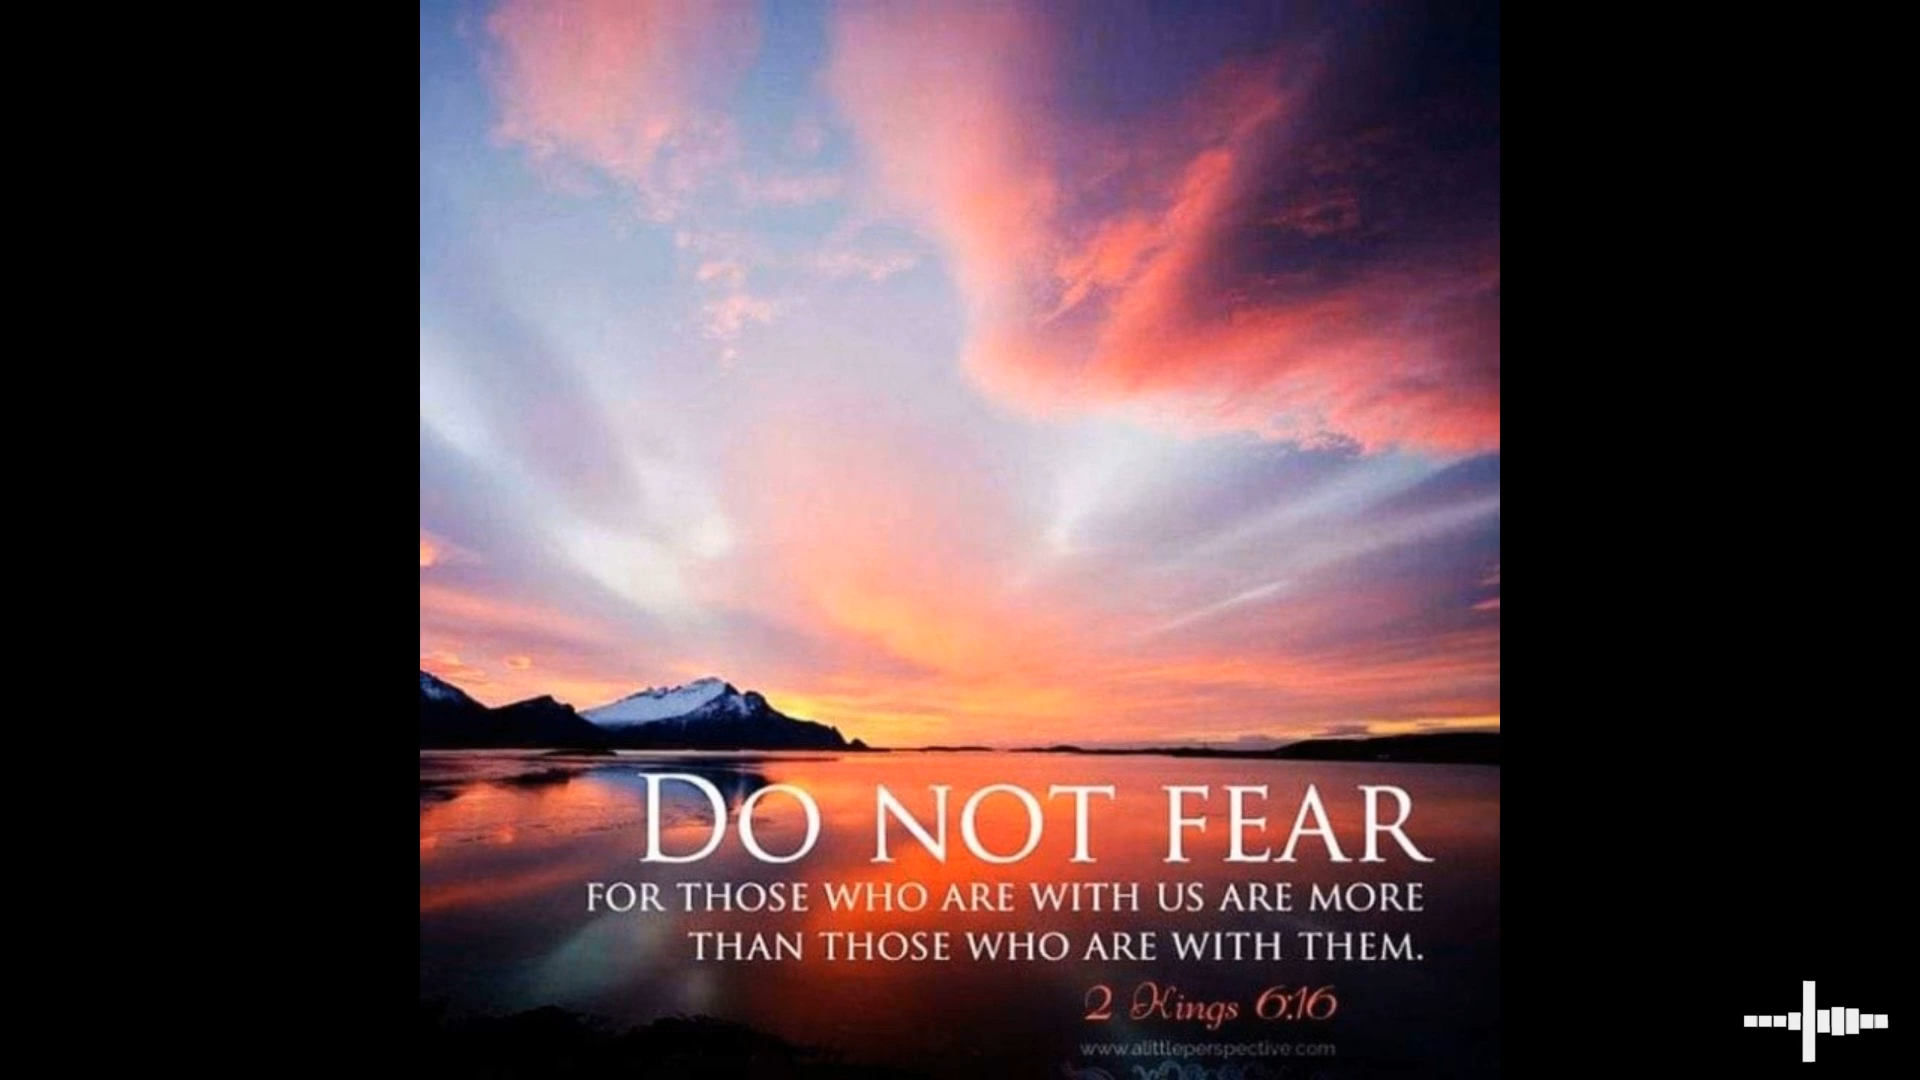 DO NOT FEAR
FOR THOSE WHO ARE WITH US ARE MORE
THAN THOSE WHO ARE WITH THEM.
2 Kings 6:16
www.alittleperspective.com